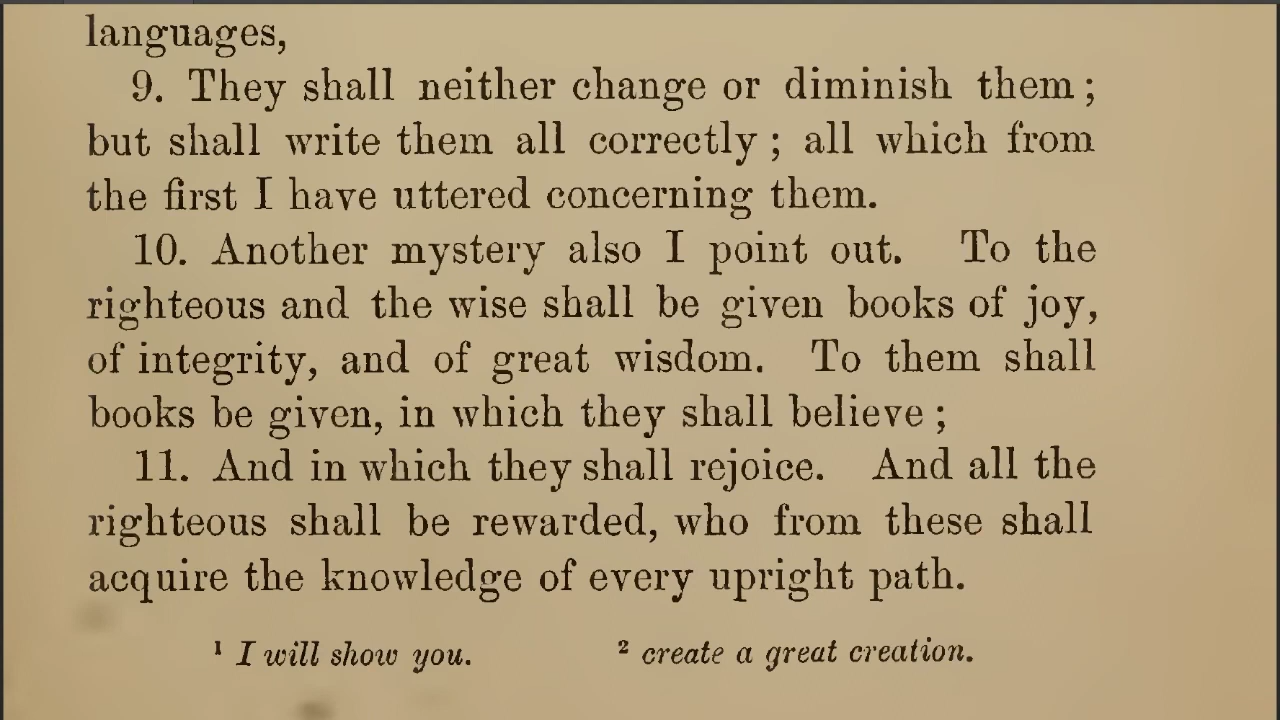 languages,
9. They shall neither change or diminish them;
but shall write them all correctly; all which from
the first I have uttered concerning them.
10. Another mystery also I point out. To the
righteous and the wise shall be given books of joy,
of integrity, and of great wisdom. To them shall
books be given, in which they shall believe;
11. And in which they shall rejoice. And all the
righteous shall be rewarded, who from these shall
acquire the knowledge of every upright path.
¹ I will show you. ² create a great creation.